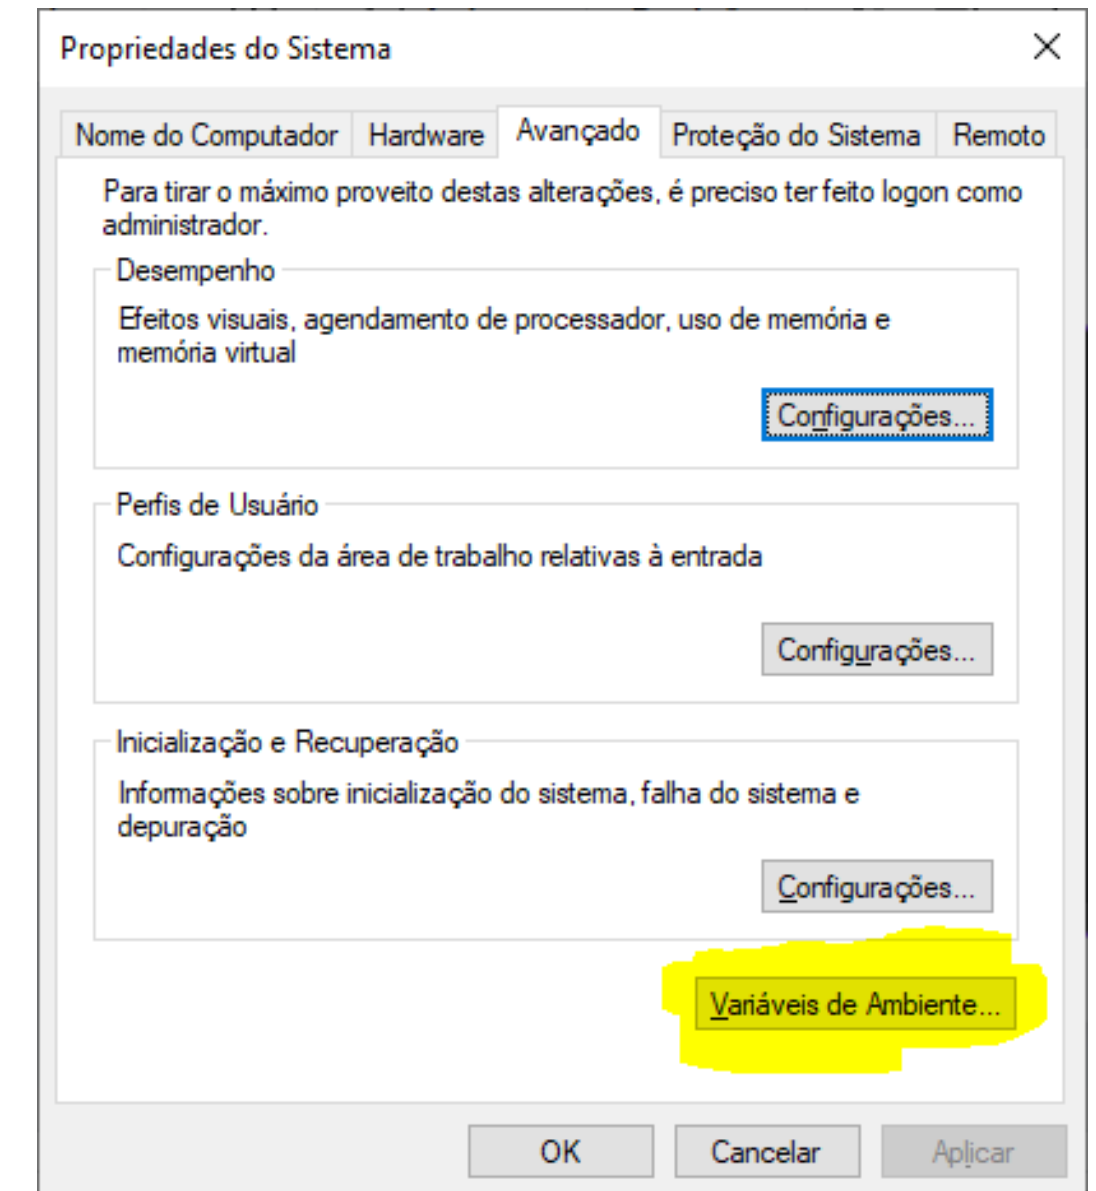 Propriedades do Sistema
Nome do Computador Hardware Avançado Proteção do Sistema Remoto
Para tirar o máximo proveito destas alterações, é preciso ter feito logon como
administrador.
Desempenho
Efeitos visuais, agendamento de processador, uso de memória e
memória virtual
Configurações...
Perfis de Usuário
Configurações da área de trabalho relativas à entrada
Configurações...
Inicialização e Recuperação
Informações sobre inicialização do sistema, falha do sistema e
depuração
Configurações...
Variáveis de Ambiente...
OK Cancelar Aplicar